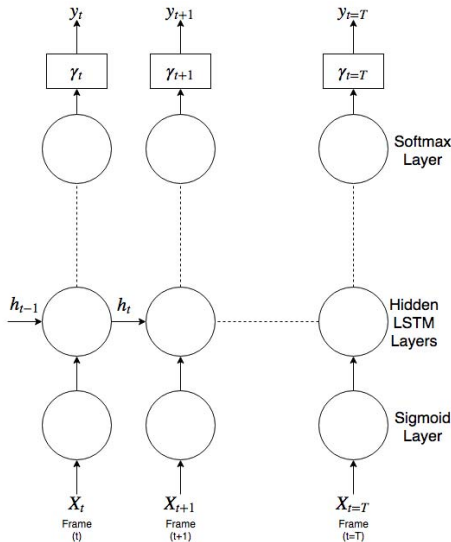 y_t y_{t+1} y_{t=T}
γ_t γ_{t+1} γ_{t=T}
Softmax
Layer
h_{t−1} h_t
Hidden
LSTM
Layers
Sigmoid
Layer
X_t X_{t+1} X_{t=T}
Frame Frame Frame
(t) (t+1) (t=T)